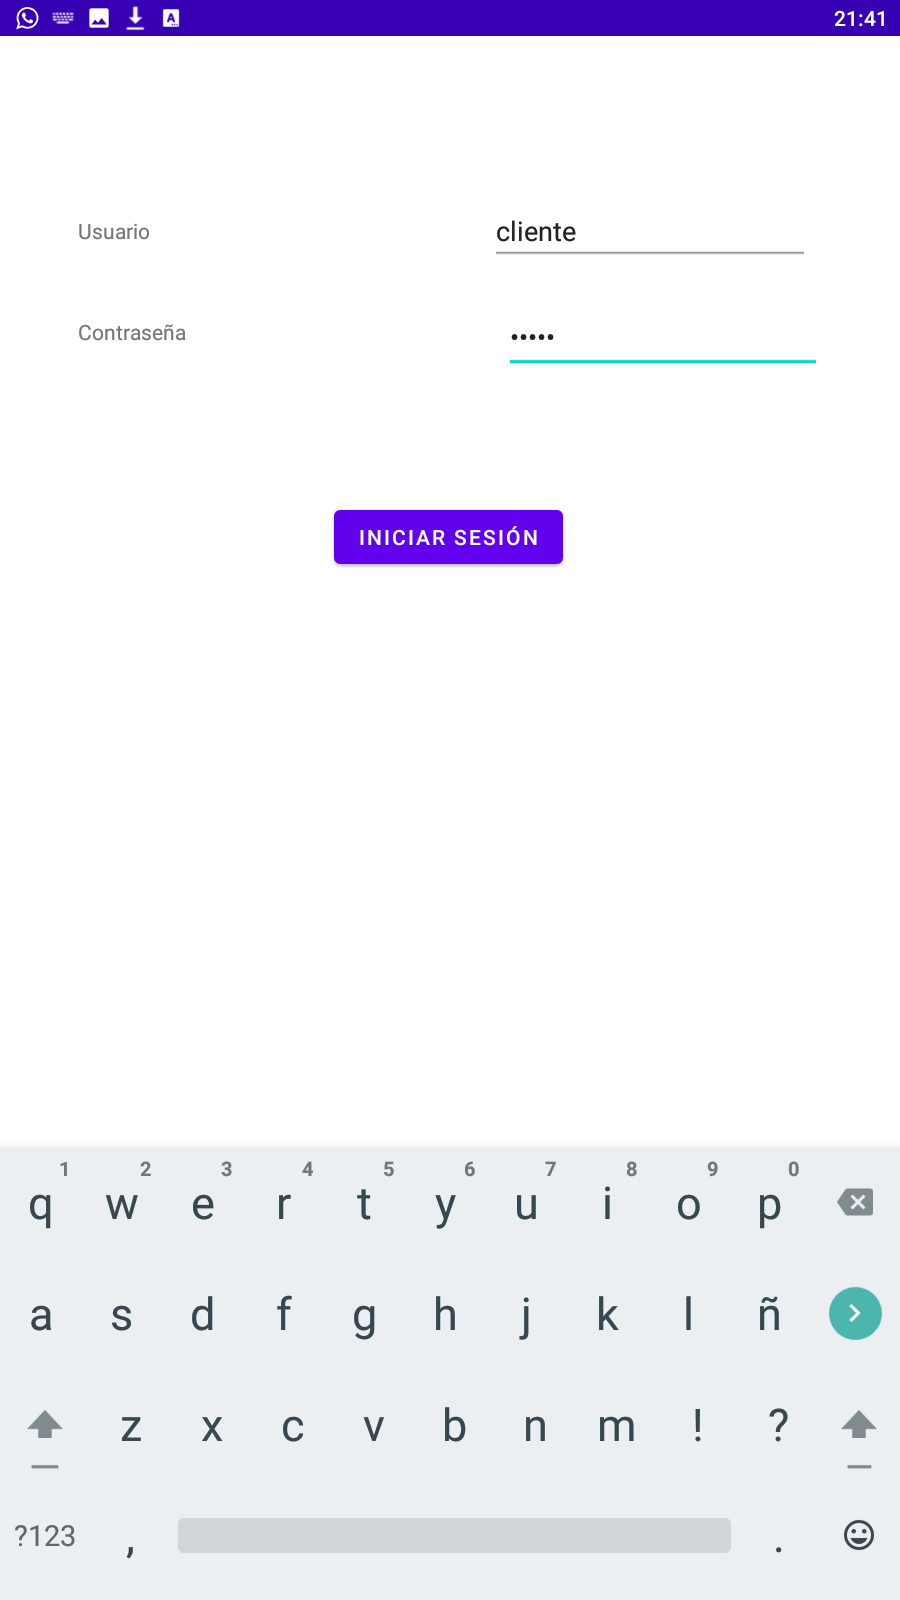 21:41
Usuario
cliente
Contraseña
•••••
INICIAR SESIÓN
1 2 3 4 5 6 7 8 9 0
q w e r t y u i o p
a s d f g h j k l ñ
z x c v b n m ! ?
?123 , .